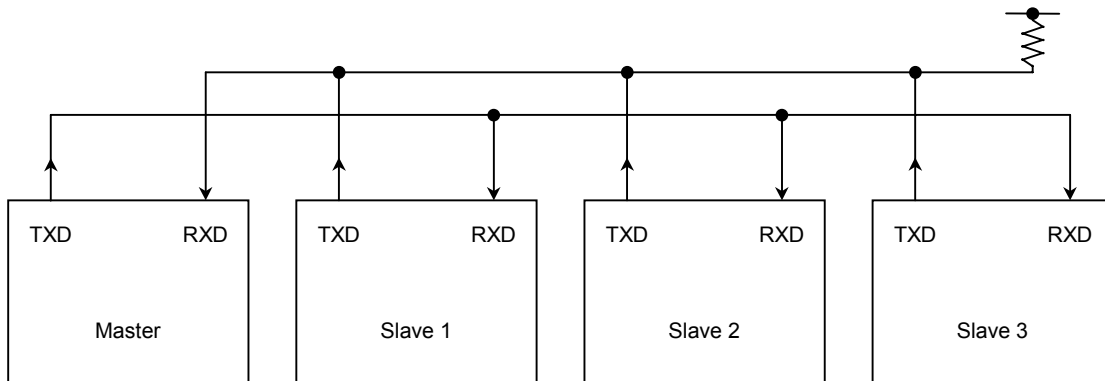 TXD RXD TXD RXD TXD RXD TXD RXD
Master Slave 1 Slave 2 Slave 3